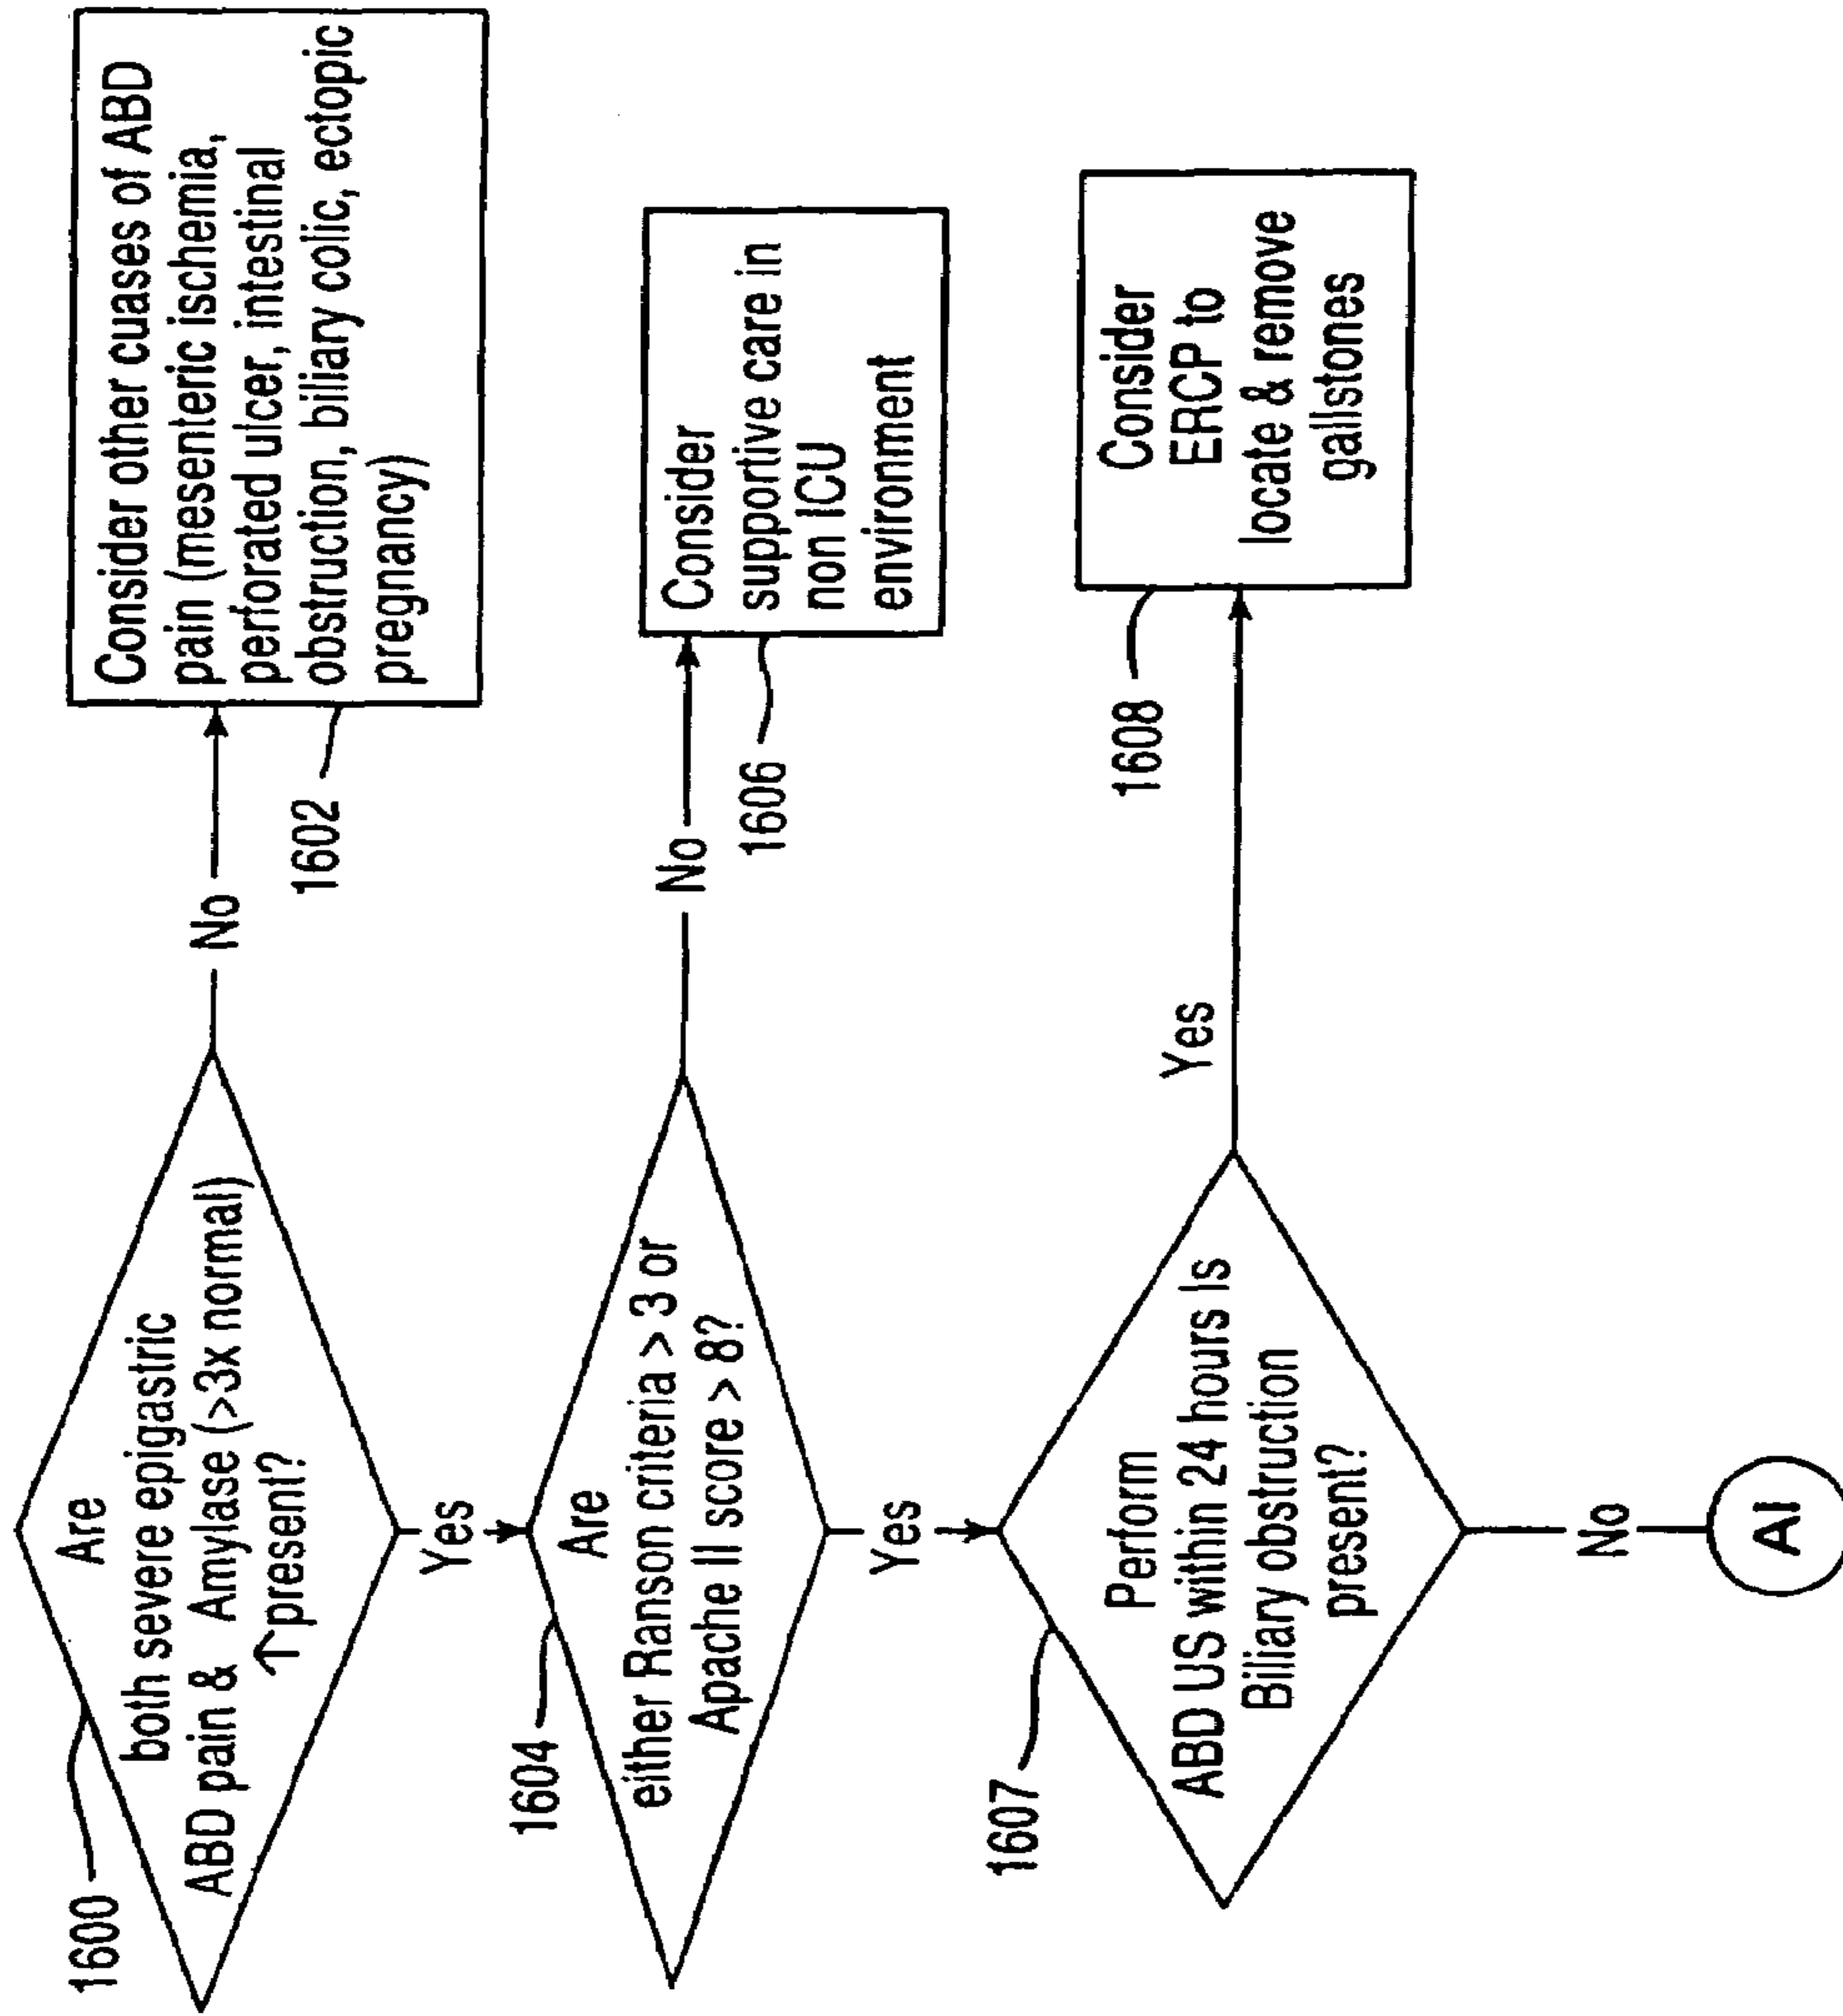 1600
Are
both severe epigastric
ABD pain & Amylase (>3x normal)
↑ present?
No
1602
Consider other cuases of ABD
pain (mesenteric ischemia,
perforated ulcer, intestinal
obstruction, biliary colic, ectopic
pregnancy)
Yes
1604
Are
either Ranson criteria > 3 or
Apache II score > 8?
No
1606
Consider
supportive care in
non ICU
environment
Yes
1607
Perform
ABD US within 24 hours Is
Biliary obstruction
present?
Yes
1608
Consider
ERCP to
locate & remove
gallstones
No
AI